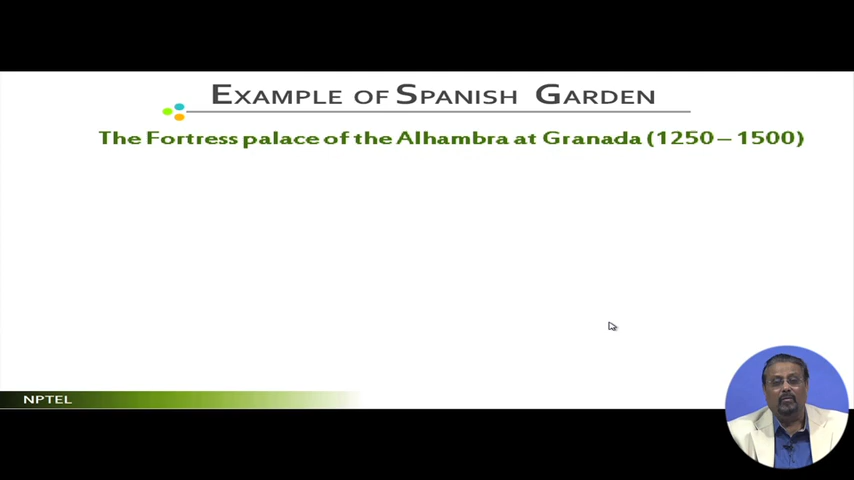 EXAMPLE OF SPANISH GARDEN
The Fortress palace of the Alhambra at Granada (1250 – 1500)
NPTEL